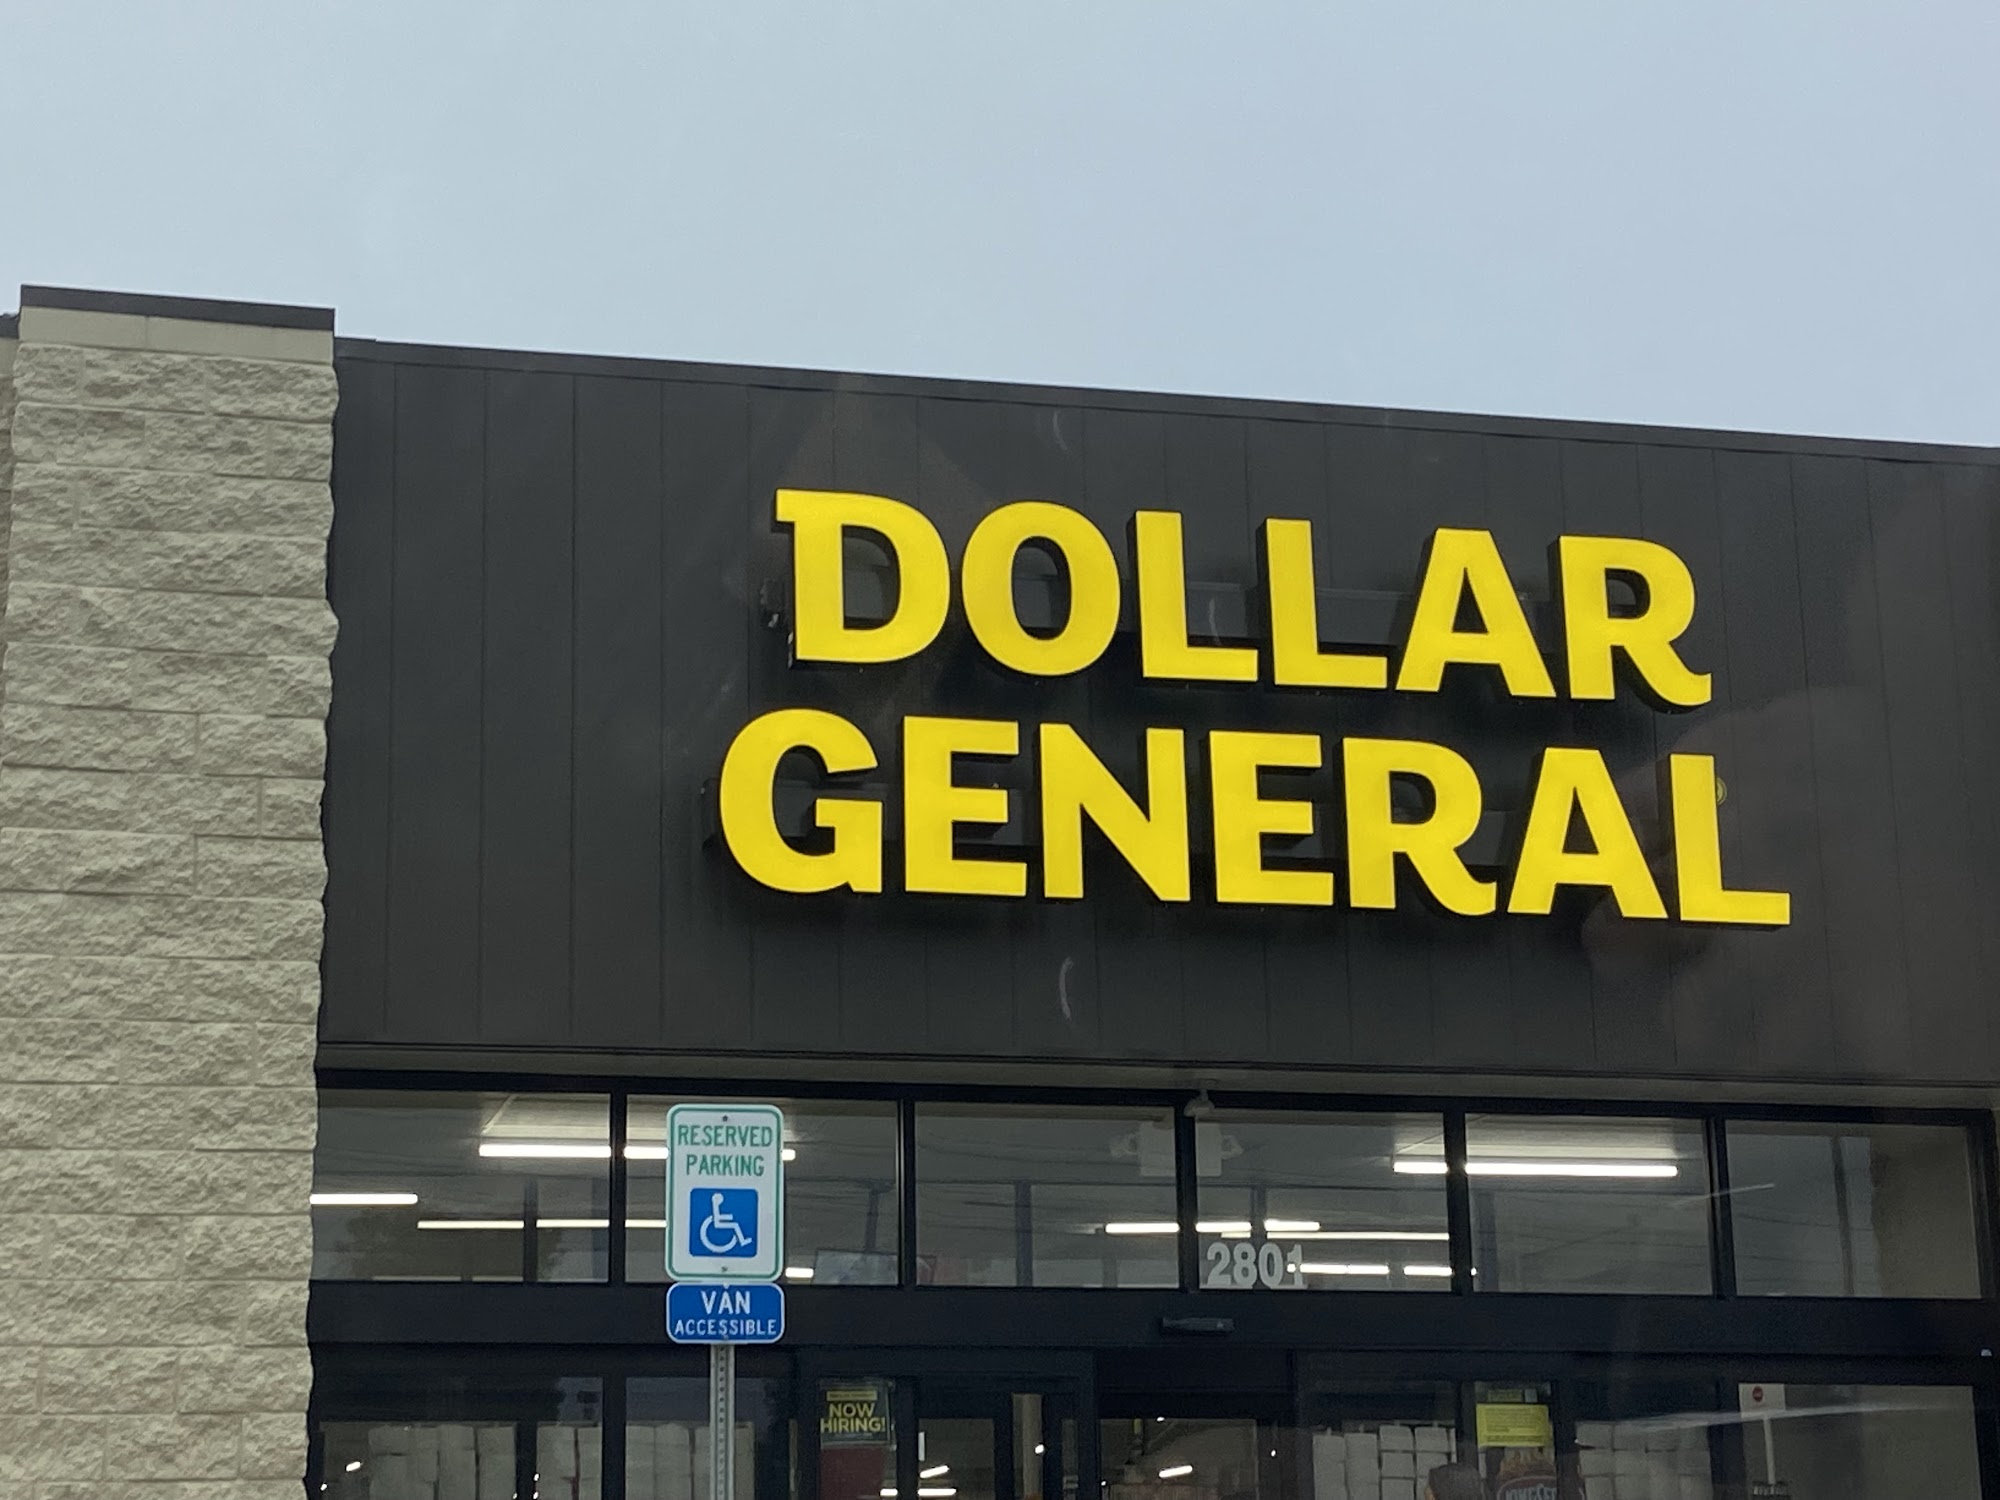 DOLLAR
GENERAL
RESERVED
PARKING
VAN
ACCESSIBLE
2801
NOW
HIRING!